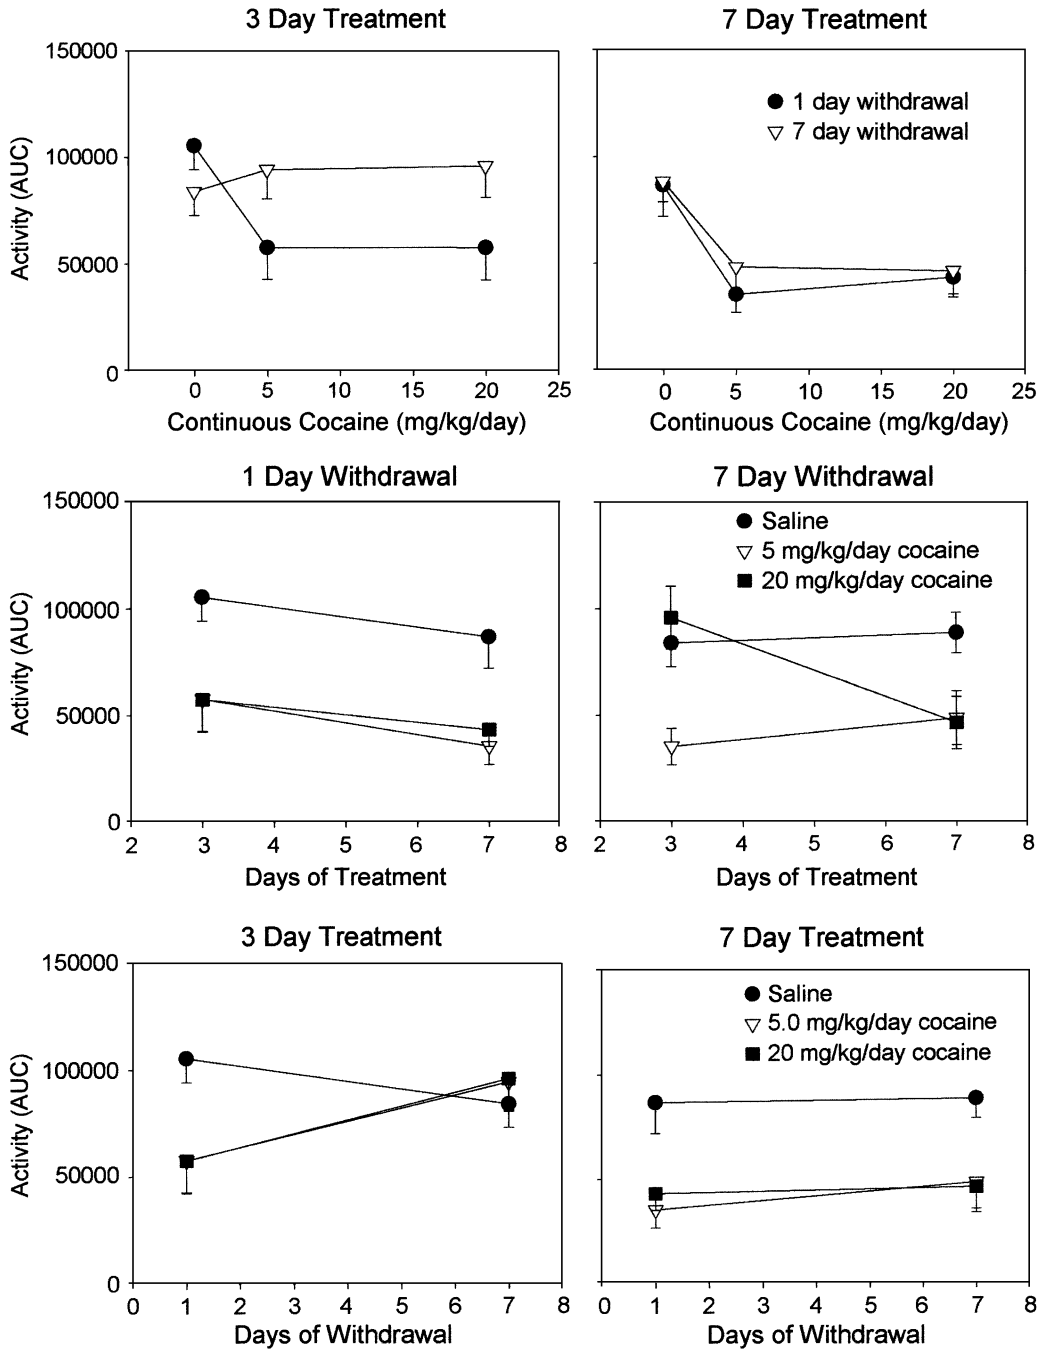 3 Day Treatment
7 Day Treatment
150000
100000
50000
0
Activity (AUC)
1 day withdrawal
7 day withdrawal
0 5 10 15 20 25
0 5 10 15 20 25
Continuous Cocaine (mg/kg/day)
Continuous Cocaine (mg/kg/day)
1 Day Withdrawal
7 Day Withdrawal
150000
100000
50000
0
Activity (AUC)
Saline
5 mg/kg/day cocaine
20 mg/kg/day cocaine
2 3 4 5 6 7 8
2 3 4 5 6 7 8
Days of Treatment
Days of Treatment
3 Day Treatment
7 Day Treatment
150000
100000
50000
0
Activity (AUC)
Saline
5.0 mg/kg/day cocaine
20 mg/kg/day cocaine
0 1 2 3 4 5 6 7 8
0 1 2 3 4 5 6 7 8
Days of Withdrawal
Days of Withdrawal